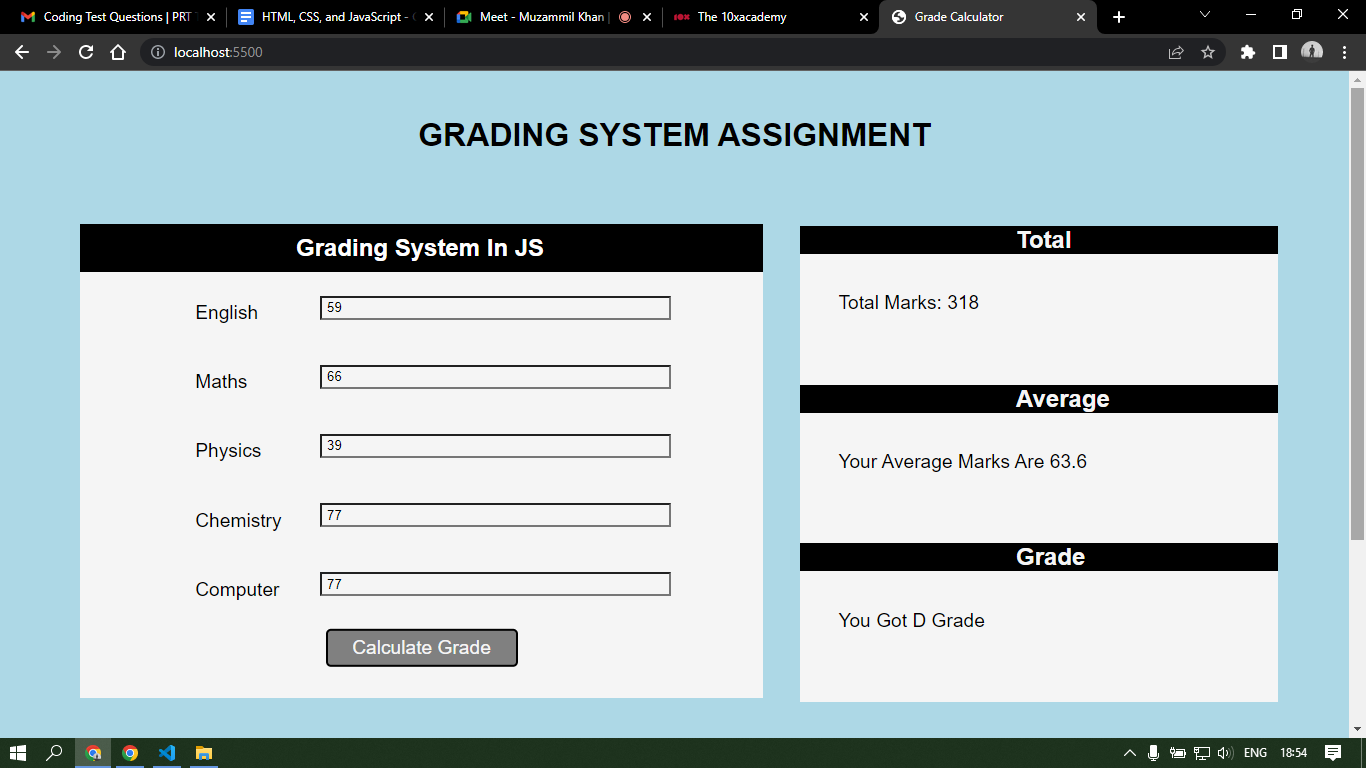 Coding Test Questions | PRT T
HTML, CSS, and JavaScript -
Meet - Muzammil Khan |
The 10xacademy
Grade Calculator
localhost:5500
GRADING SYSTEM ASSIGNMENT
Grading System In JS
English 59
Maths 66
Physics 39
Chemistry 77
Computer 77
Calculate Grade
Total
Total Marks: 318
Average
Your Average Marks Are 63.6
Grade
You Got D Grade
ENG 18:54